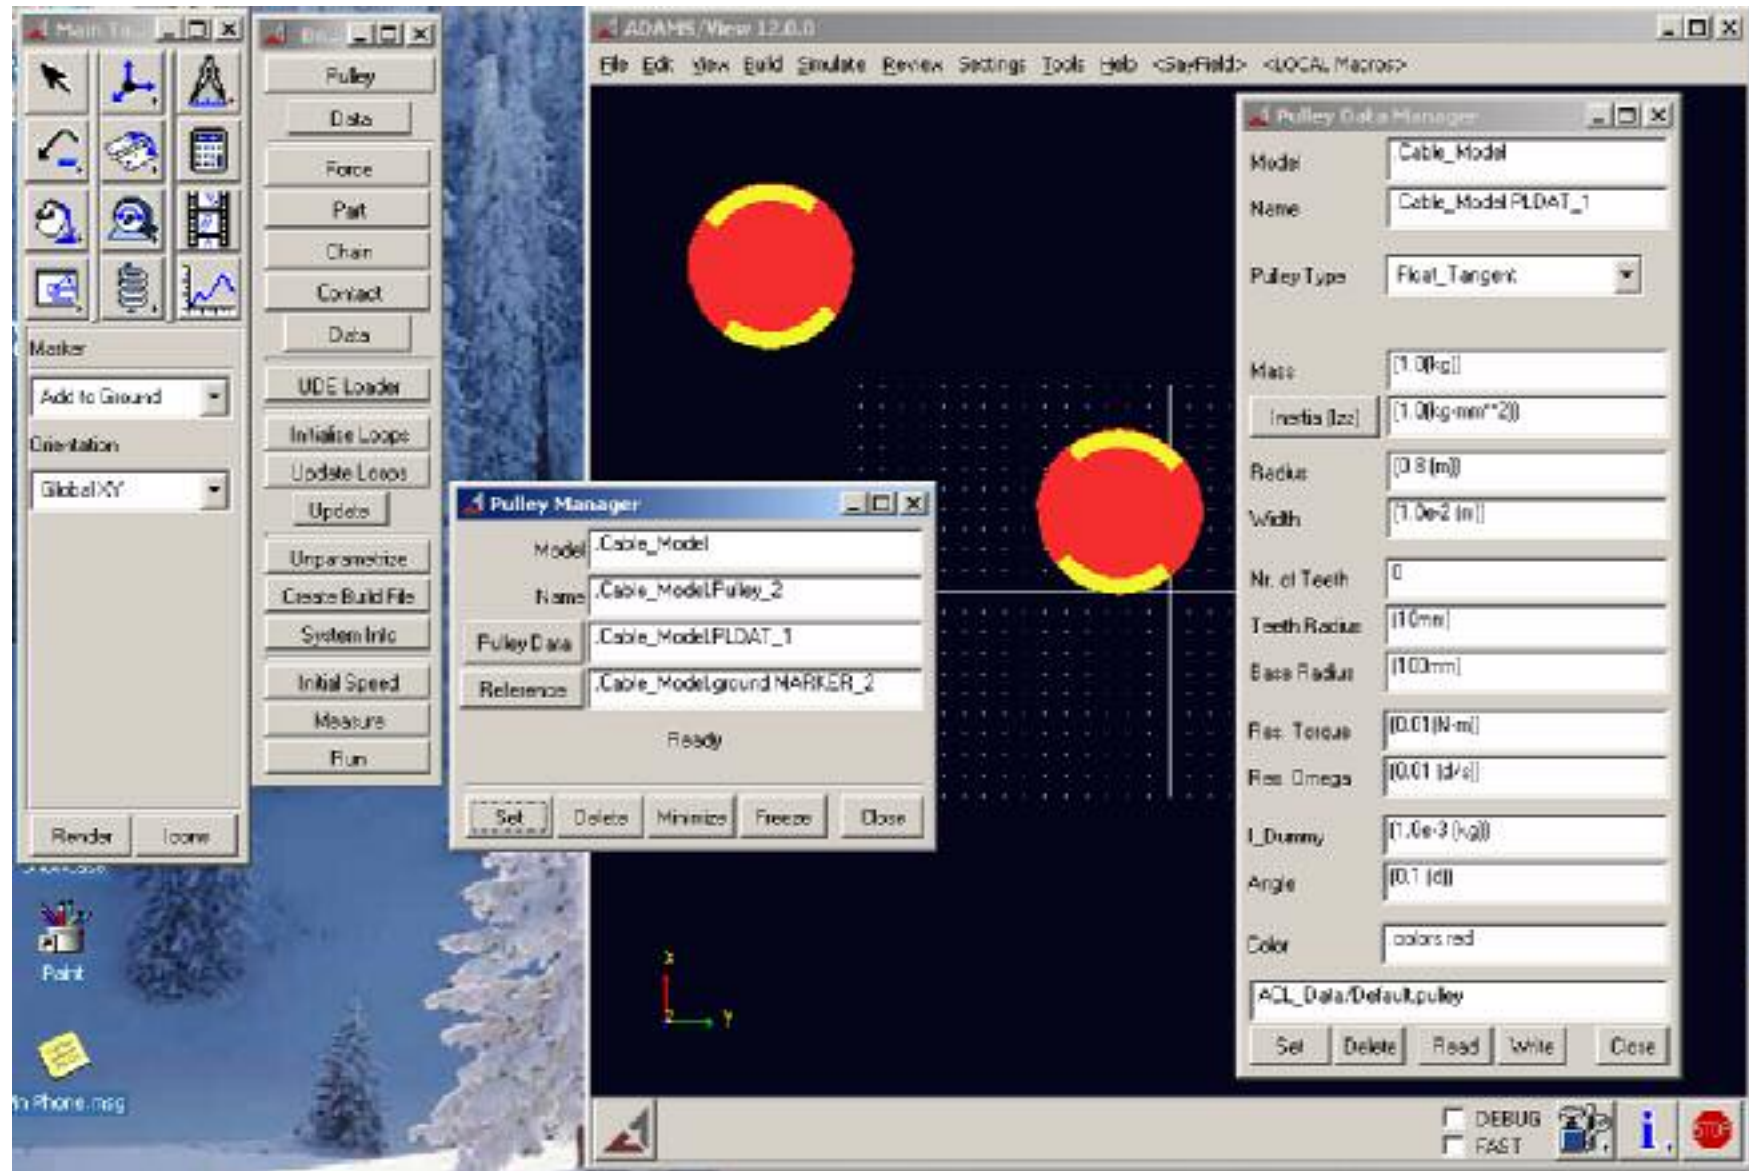 Main To...
Marker
Add to Ground
Orientation
Global XY
Render
Icons
Paint
Phone.msg
Pulley
Data
Force
Part
Chain
Contact
Data
UDE Loader
Initialise Loops
Update Loops
Update
Unparametrize
Create Build File
System Info
Initial Speed
Measure
Run
ADAMS/View 12.0.0
File Edit View Build Simulate Review Settings Tools Help <SayField> <LOCAL Macros>
Pulley Manager
Model .Cable_Model
Name .Cable_Model.Pulley_2
Pulley Data .Cable_Model.PLDAT_1
Reference .Cable_Model.ground.MARKER_2
Ready
Set Delete Minimize Freeze Close
X
Z Y
Pulley Data Manager
Model .Cable_Model
Name .Cable_Model.PLDAT_1
Pulley Type Float_Tangent
Mass (1.0(kg))
Inertia (Izz) (1.0(kg-mm**2))
Radius (0.8 (m))
Width (1.0e-2 (m))
Nr. of Teeth 0
Teeth Radius (10mm)
Base Radius (100mm)
Res. Torque (0.01(N-m))
Res. Omega (0.01 (d/s))
I_Dummy (1.0e-3 (kg))
Angle (0.1 (d))
Color .colors.red
ACL_Data/Default.pulley
Set Delete Read Write Close
DEBUG
FAST
i
STOP